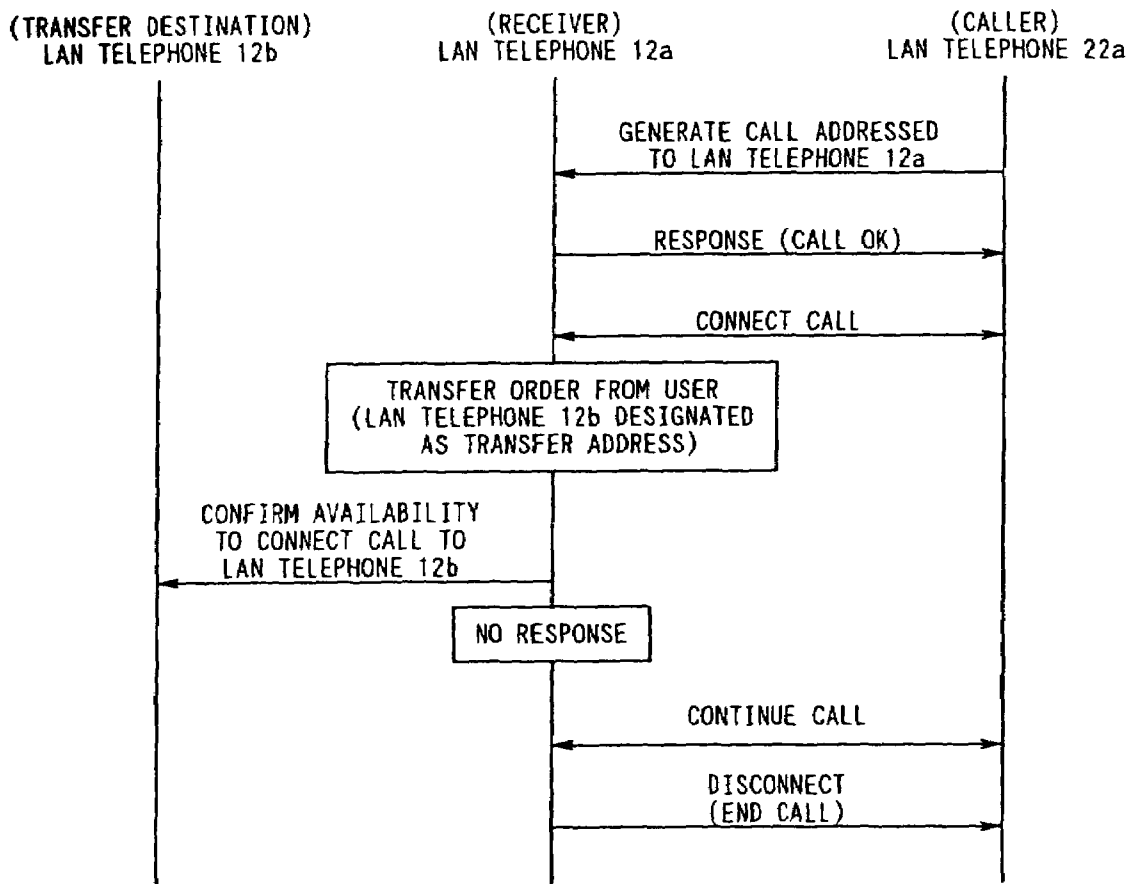 (TRANSFER DESTINATION)
LAN TELEPHONE 12b
(RECEIVER)
LAN TELEPHONE 12a
(CALLER)
LAN TELEPHONE 22a
GENERATE CALL ADDRESSED
TO LAN TELEPHONE 12a
RESPONSE (CALL OK)
CONNECT CALL
TRANSFER ORDER FROM USER
(LAN TELEPHONE 12b DESIGNATED
AS TRANSFER ADDRESS)
CONFIRM AVAILABILITY
TO CONNECT CALL TO
LAN TELEPHONE 12b
NO RESPONSE
CONTINUE CALL
DISCONNECT
(END CALL)